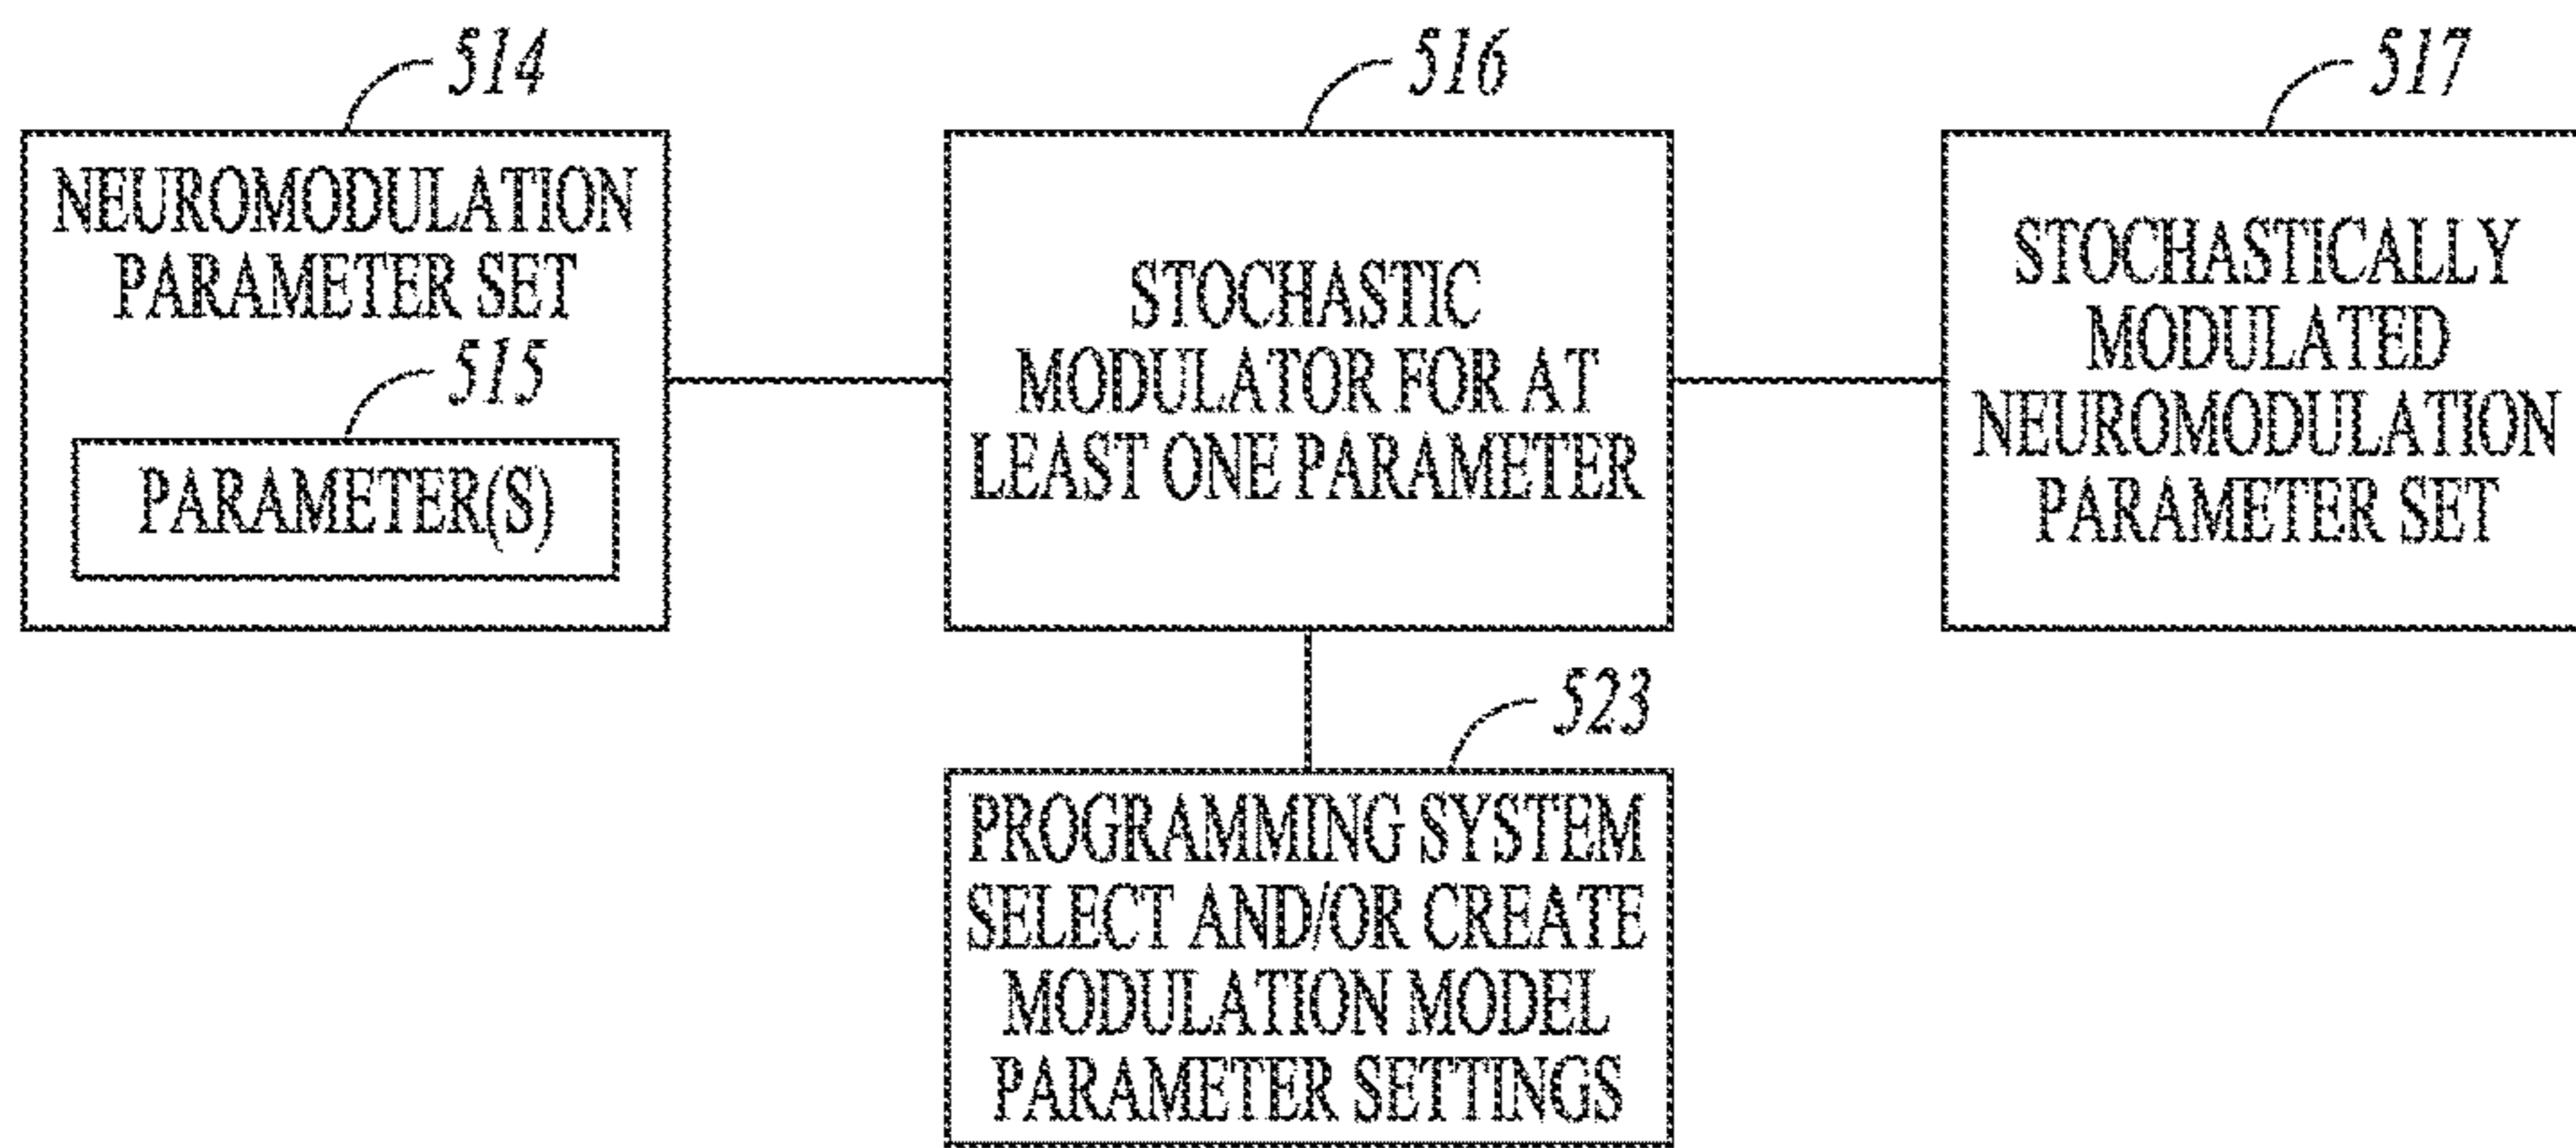 514
NEUROMODULATION
PARAMETER SET
515
PARAMETER(S)
516
STOCHASTIC
MODULATOR FOR AT
LEAST ONE PARAMETER
517
STOCHASTICALLY
MODULATED
NEUROMODULATION
PARAMETER SET
523
PROGRAMMING SYSTEM
SELECT AND/OR CREATE
MODULATION MODEL
PARAMETER SETTINGS